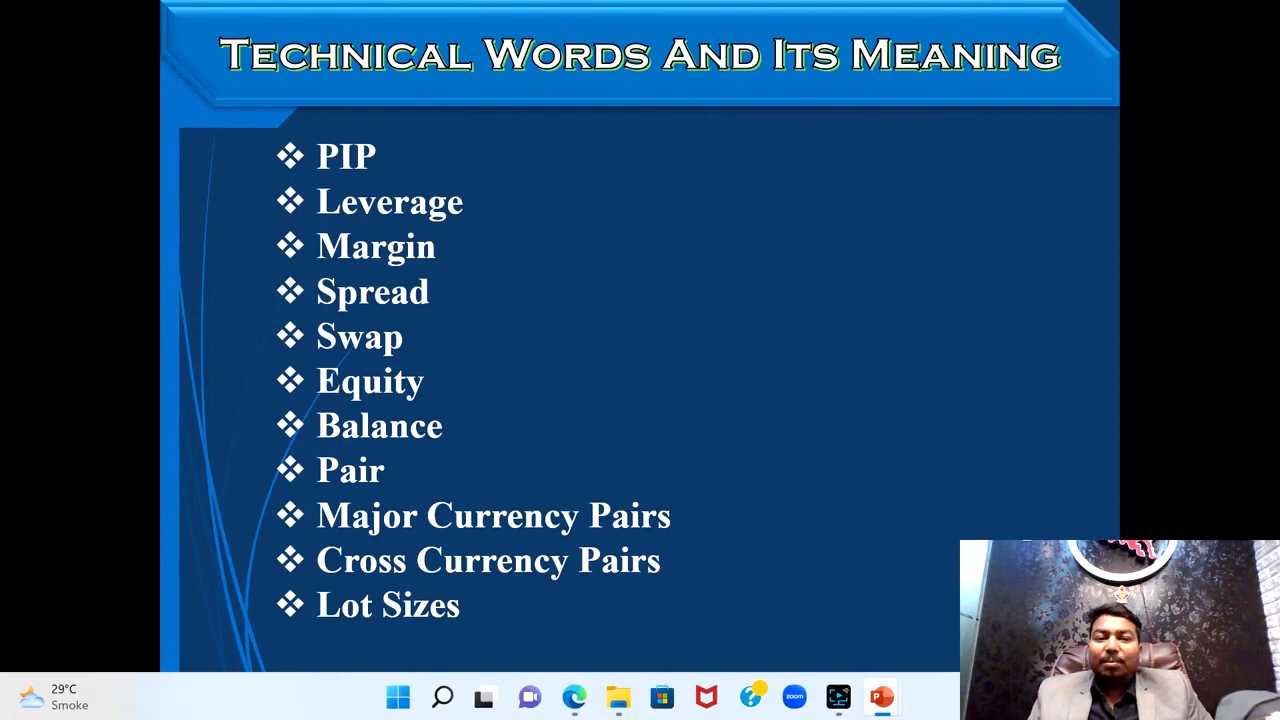 TECHNICAL WORDS AND ITS MEANING
PIP
Leverage
Margin
Spread
Swap
Equity
Balance
Pair
Major Currency Pairs
Cross Currency Pairs
Lot Sizes
29°C
Smoke
zoom